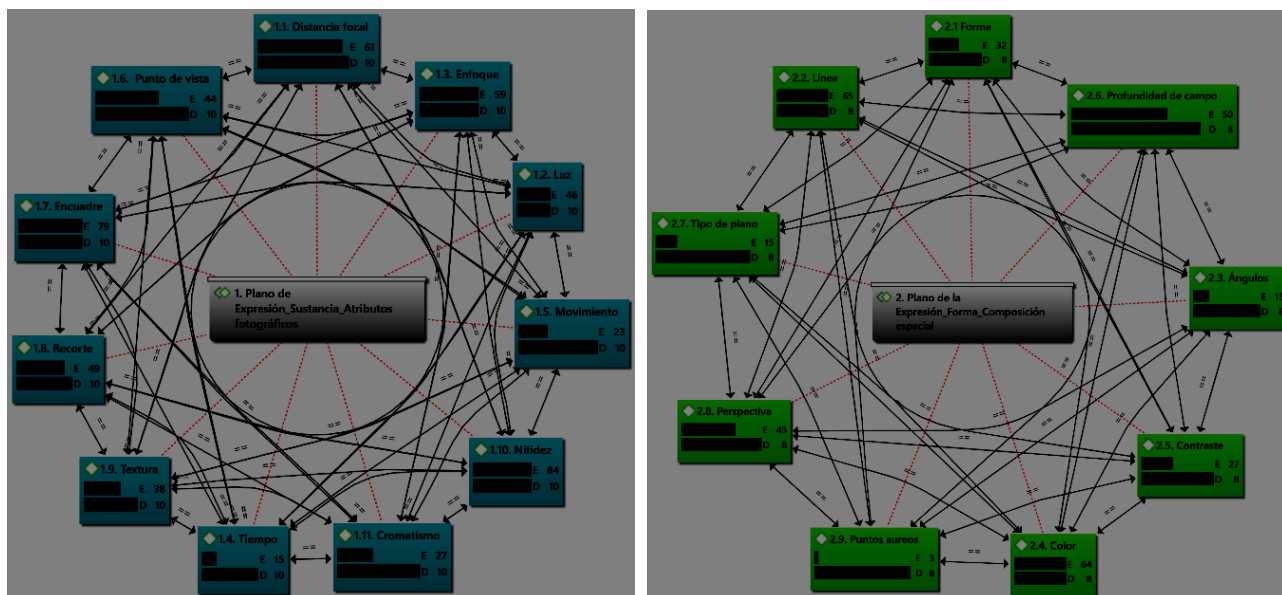 1.1. Distancia focal
E 61
D 10
1.6. Punto de vista
E 44
D 10
1.3. Enfoque
E 59
D 10
1.2. Luz
E 46
D 10
1.7. Encuadre
E 79
D 10
1. Plano de
Expresión_Sustancia_Atributos
fotográficos
1.5. Movimiento
E 23
D 10
1.8. Recorte
E 49
D 10
1.10. Nitidez
E 84
D 10
1.9. Textura
E 38
D 10
1.4. Tiempo
E 15
D 10
1.11. Cromatismo
E 27
D 10
2.1 Forma
E 32
D 8
2.2. Línea
E 65
D 8
2.6. Profundidad de campo
E 50
D 8
2.7. Tipo de plano
E 15
D 8
2.3. Ángulos
E 15
D 8
2. Plano de la
Expresión_Forma_Composición
especial
2.8. Perspectiva
E 43
D 8
2.5. Contraste
E 27
D 8
2.9. Puntos aureos
E 3
D 8
2.4. Color
E 64
D 8